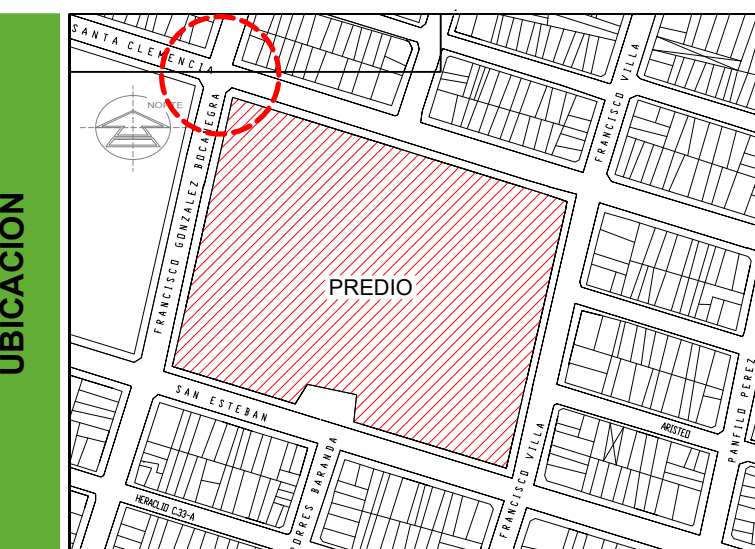 UBICACION
SANTA CLEMENCIA
NORTE
FRANCISCO GONZALEZ BOCANEGRA
FRANCISCO VILLA
PREDIO
SAN ESTEBAN
ARISTEO
PANFILO PEREZ
FRANCISCO VILLA
TORRES BARANDA
HERACLIO C.33-A